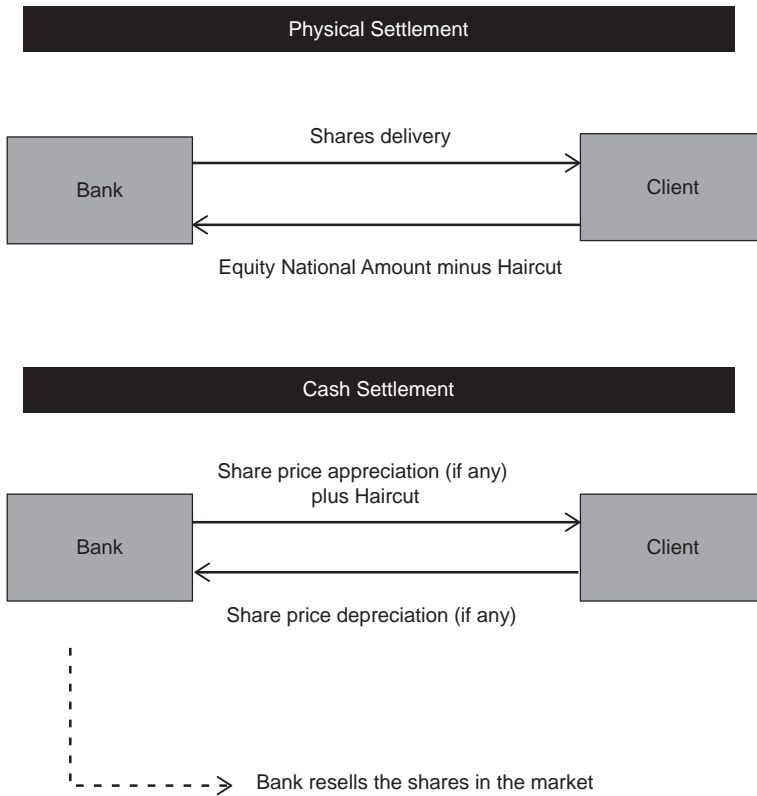 Physical Settlement
Shares delivery
Bank
Client
Equity National Amount minus Haircut
Cash Settlement
Share price appreciation (if any)
plus Haircut
Bank
Client
Share price depreciation (if any)
Bank resells the shares in the market